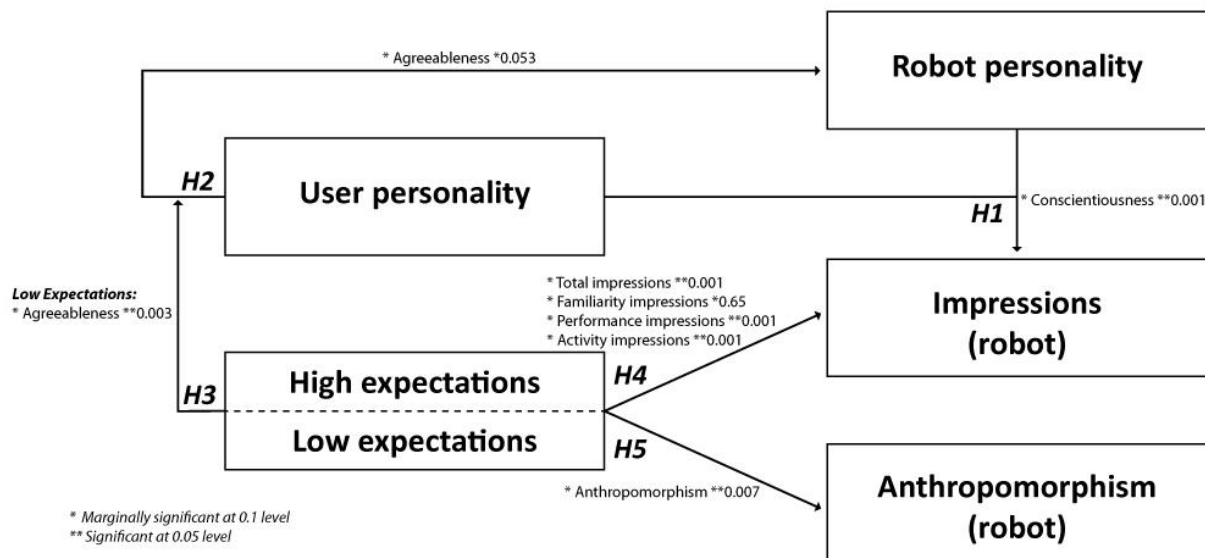 * Agreeableness *0.053
Robot personality
H2
User personality
* Conscientiousness **0.001
H1
Low Expectations:
* Agreeableness **0.003
* Total impressions **0.001
* Familiarity impressions *0.65
* Performance impressions **0.001
* Activity impressions **0.001
Impressions
(robot)
H3
High expectations
Low expectations
H4
H5
* Anthropomorphism **0.007
Anthropomorphism
(robot)
* Marginally significant at 0.1 level
** Significant at 0.05 level